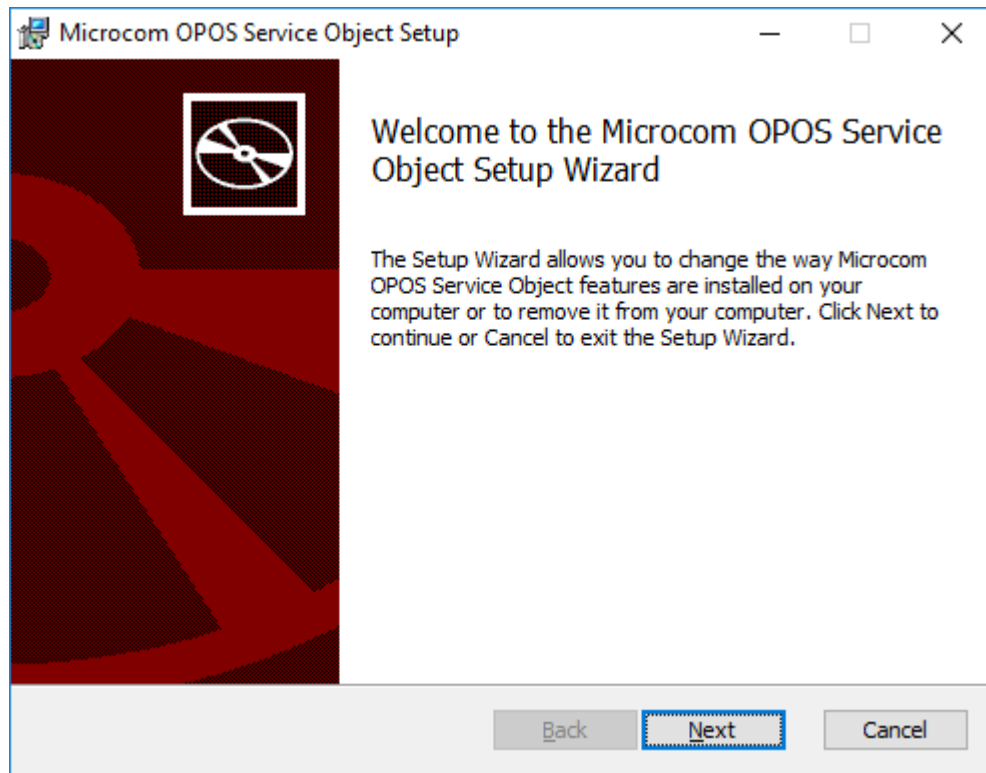 Microcom OPOS Service Object Setup
Welcome to the Microcom OPOS Service
Object Setup Wizard
The Setup Wizard allows you to change the way Microcom
OPOS Service Object features are installed on your
computer or to remove it from your computer. Click Next to
continue or Cancel to exit the Setup Wizard.
Back
Next
Cancel